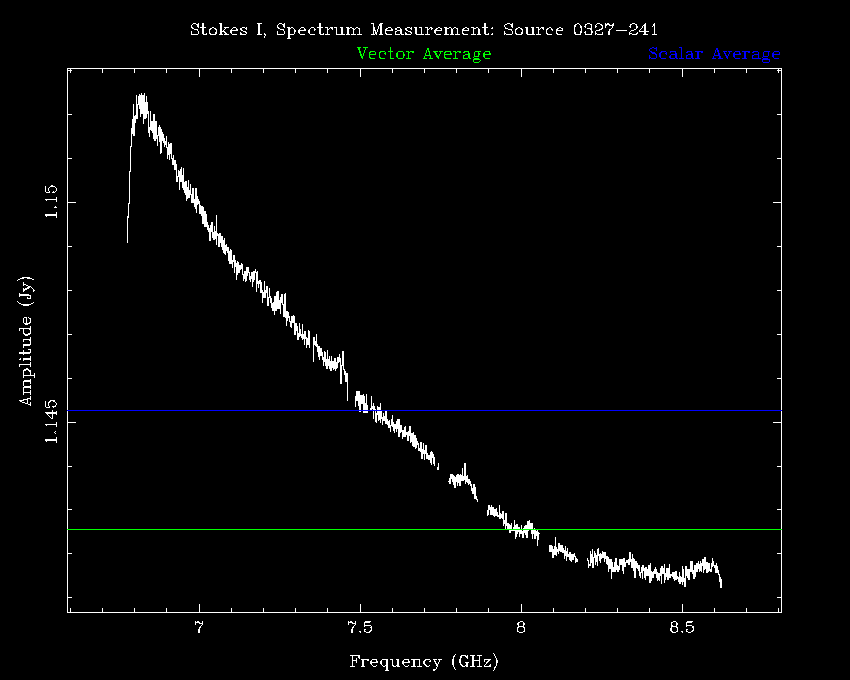 Stokes I, Spectrum Measurement: Source 0327−241
Vector Average Scalar Average
1.15
1.145
Amplitude (Jy)
7 7.5 8 8.5
Frequency (GHz)